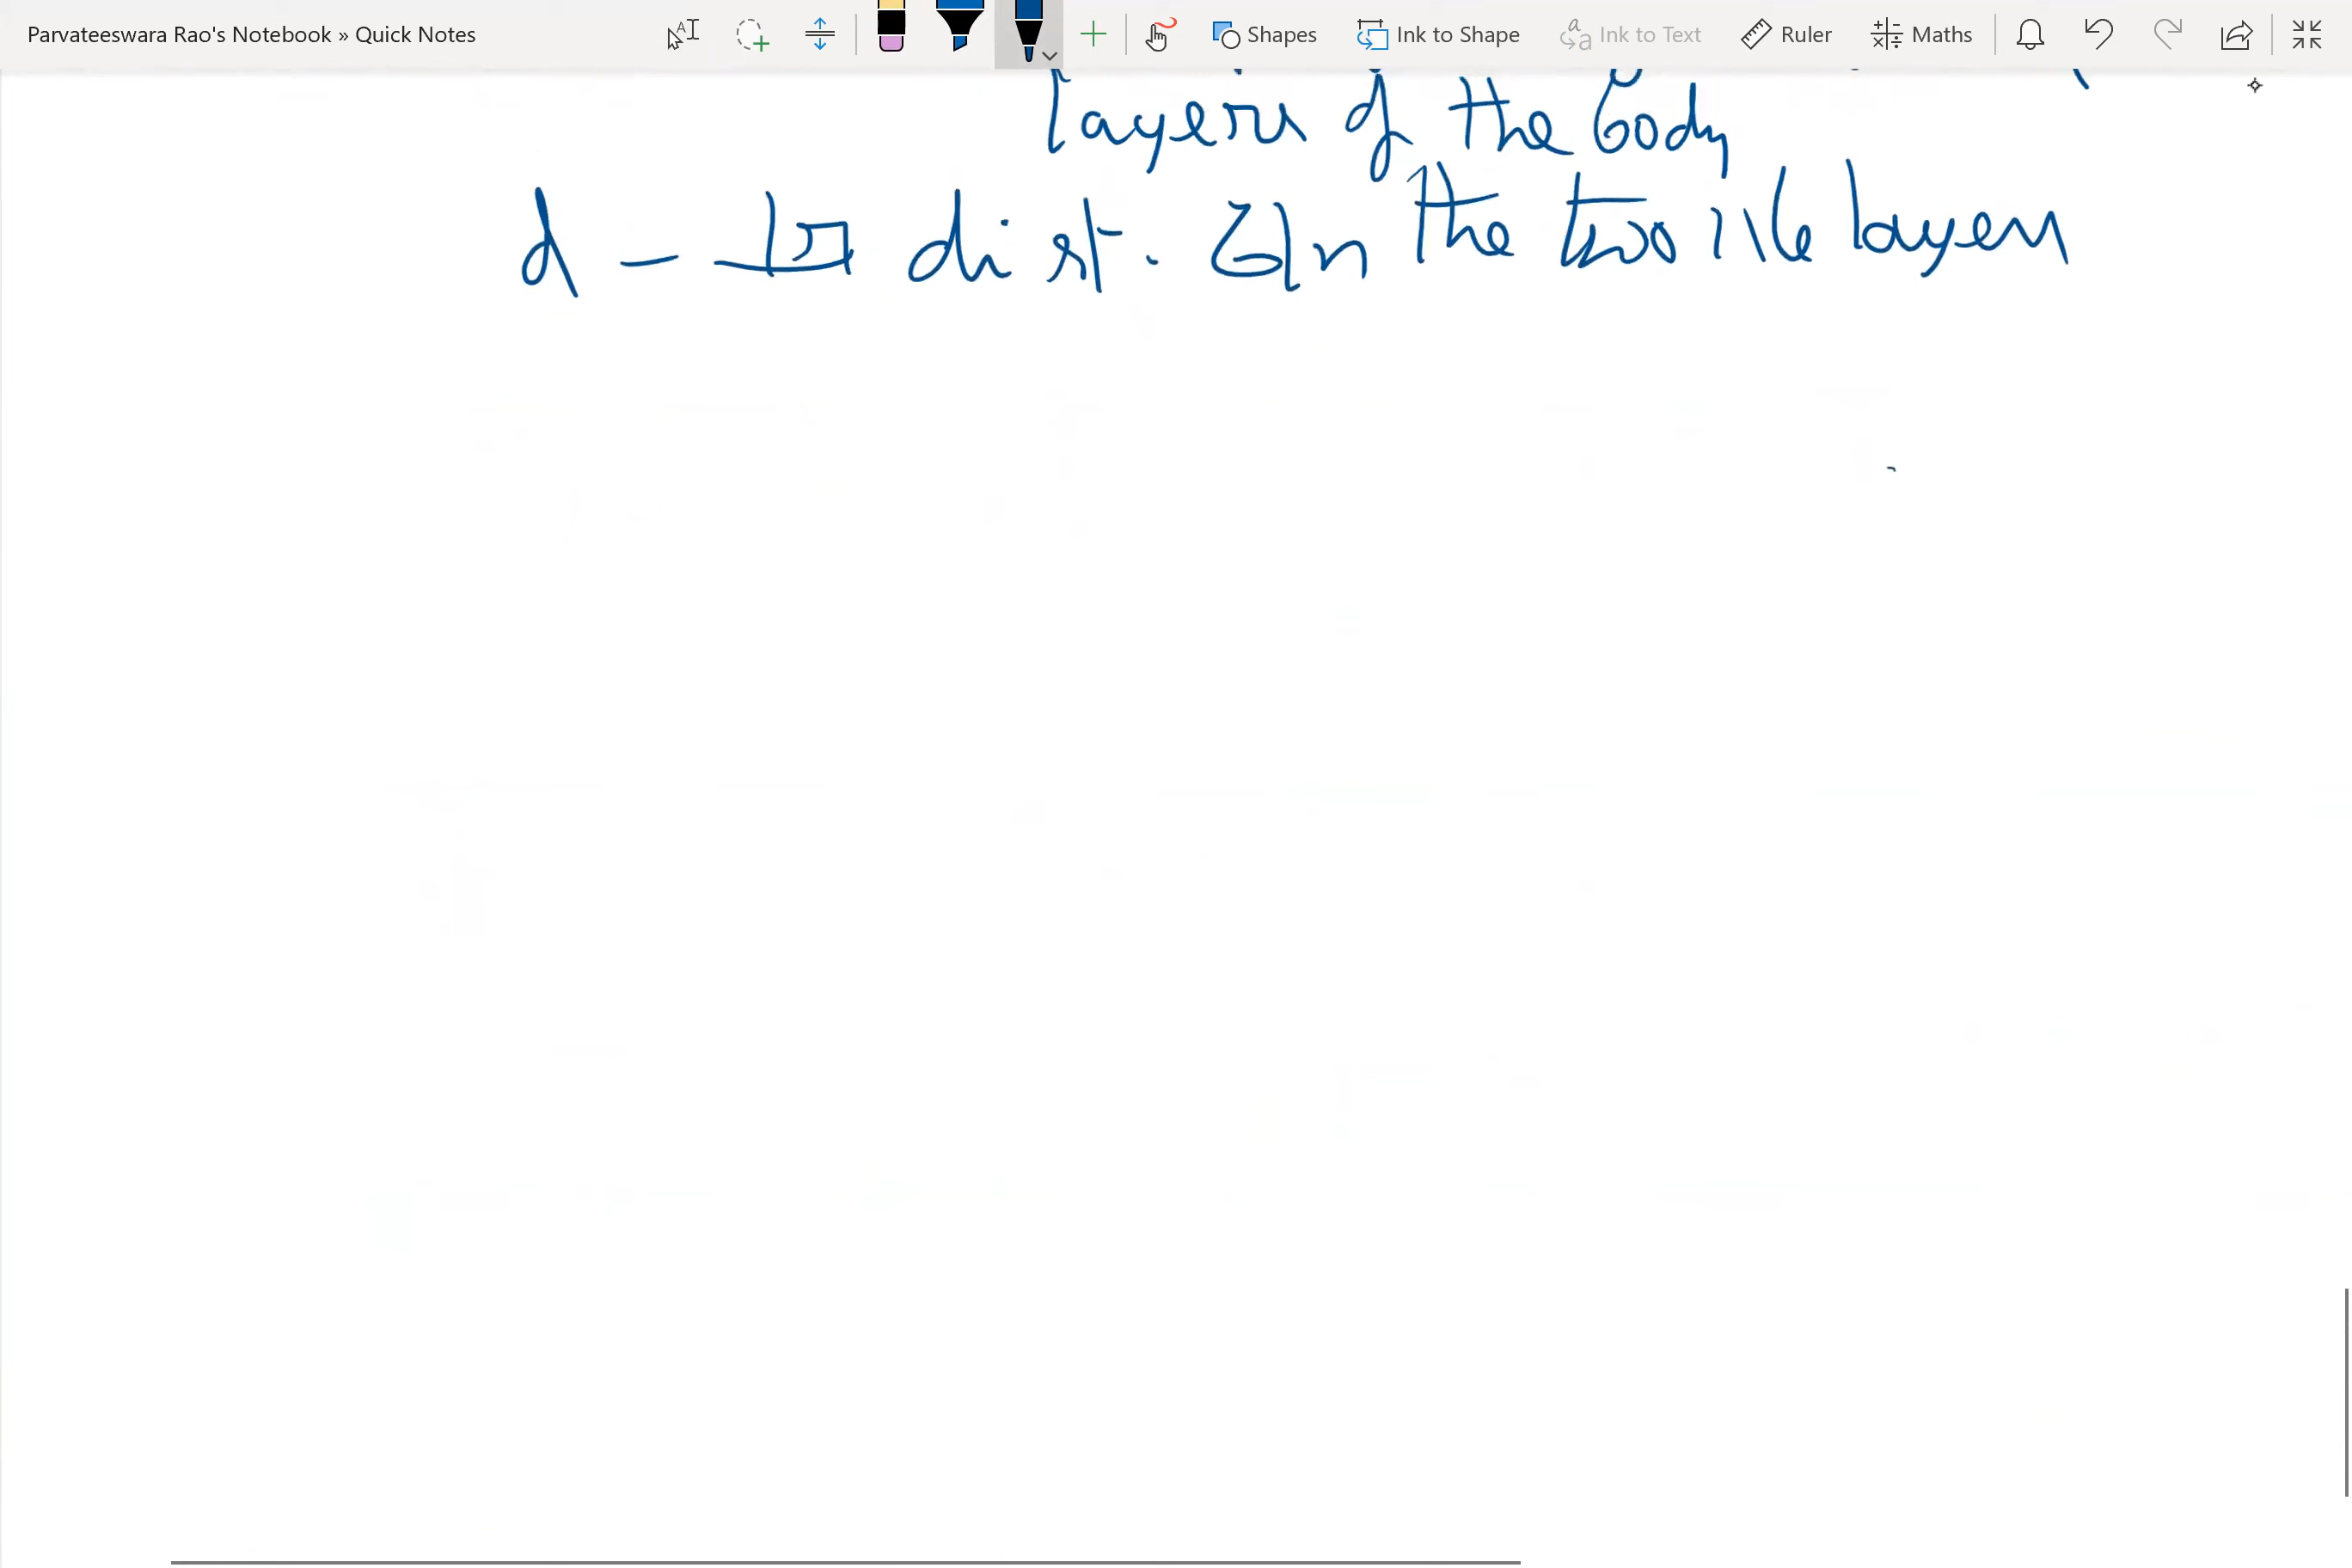 Parvateeswara Rao's Notebook » Quick Notes Shapes Ink to Shape Ink to Text Ruler Maths
layers of the body
d – dist. b/n the two layers